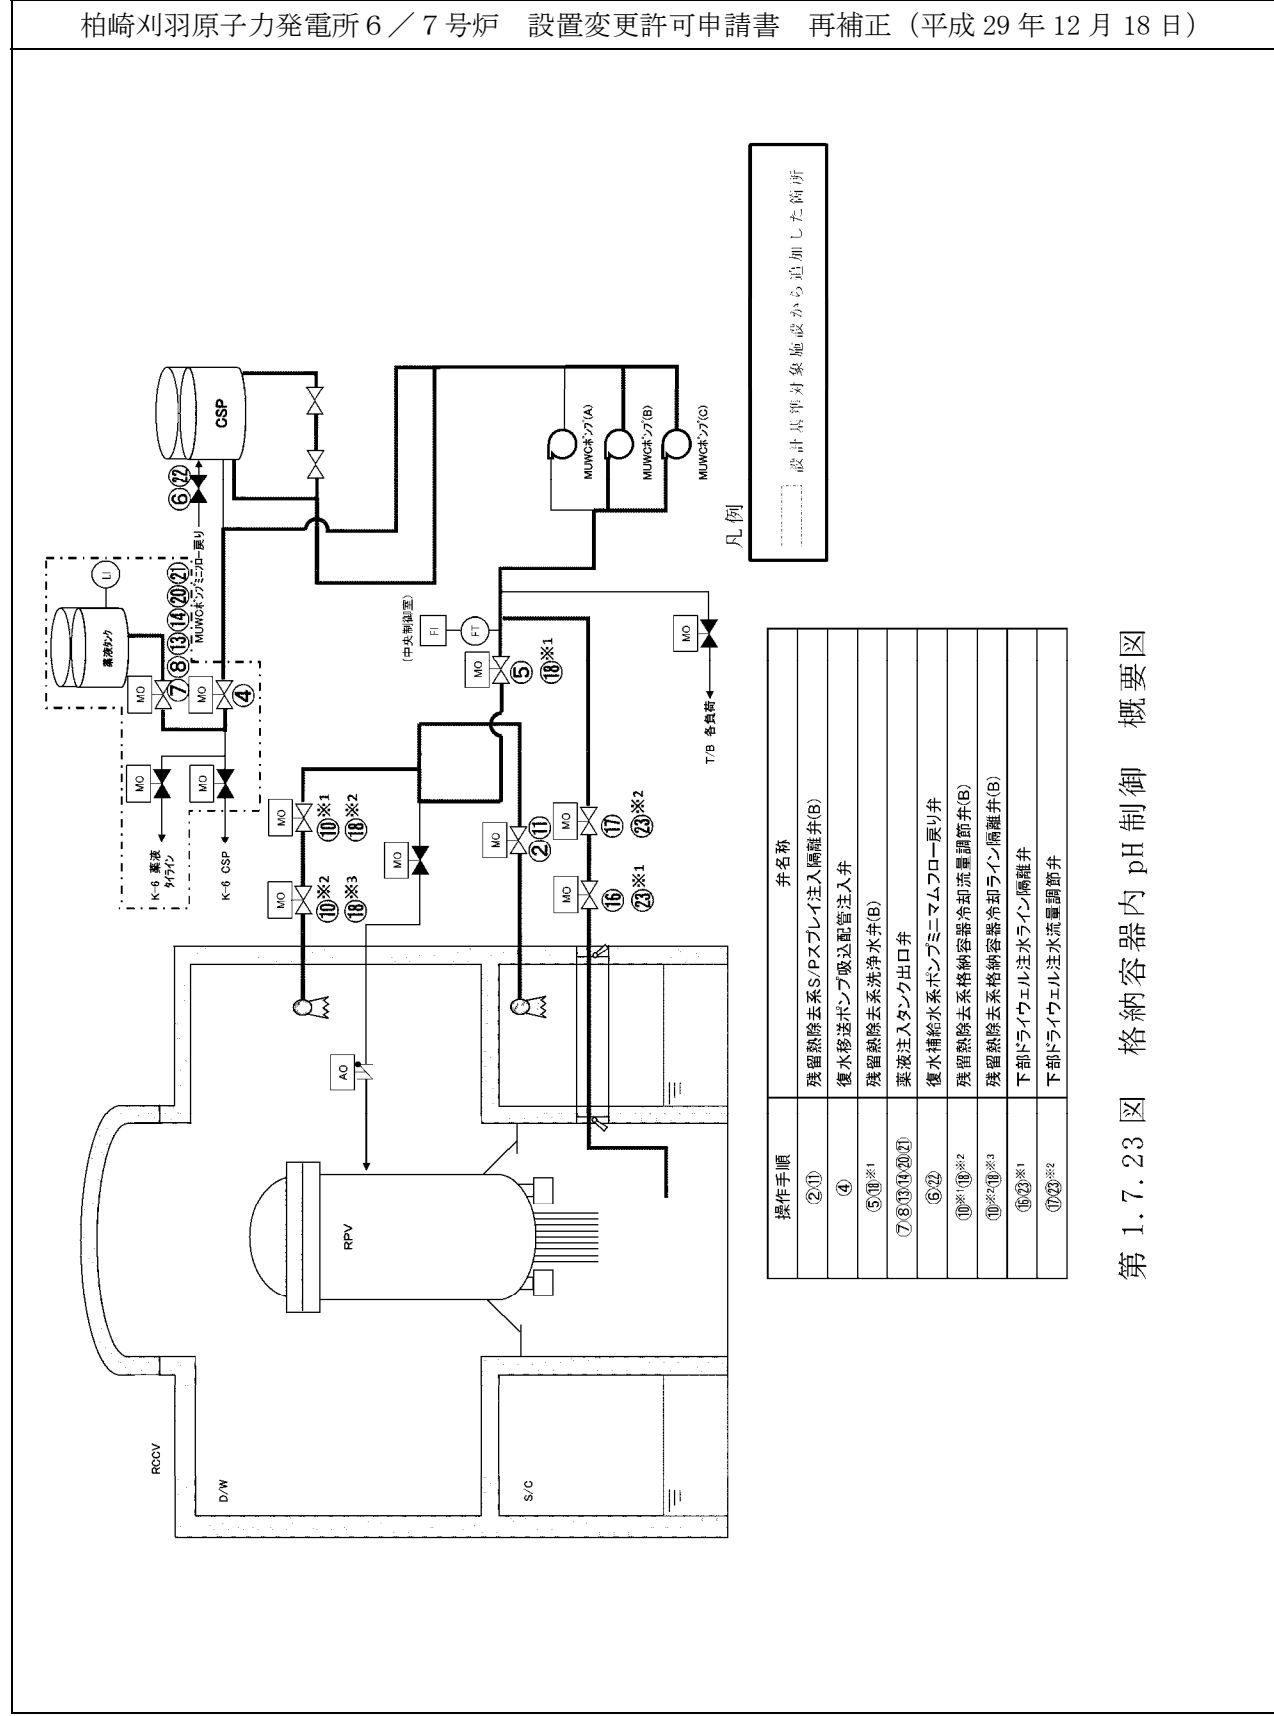 柏崎刈羽原子力発電所６／７号炉　設置変更許可申請書　再補正（平成 29 年 12 月 18 日）
RCCV
D/W
S/C
RPV
AO
K-6 薬液
タイライン
K-6 CSP
MO
MO
薬液タンク
LI
MO
⑦⑧⑬⑭⑳㉑
MO
④
MUWCポンプミニフロー戻り
⑥㉒
CSP
MO
⑩※2
⑱※3
MO
⑩※1
⑱※2
MO
MO
②⑪
MO
⑯
㉓※1
MO
⑰
㉓※2
(中央制御室)
FI
FT
MO
⑤
⑱※1
MO
T/B 各負荷
MUWCポンプ(A)
MUWCポンプ(B)
MUWCポンプ(C)
凡例
設計基準対象施設から追加した箇所
操作手順 弁名称
②⑪ 残留熱除去系S/Pスプレイ注入隔離弁(B)
④ 復水移送ポンプ吸込配管注入弁
⑤⑱※1 残留熱除去系洗浄水弁(B)
⑦⑧⑬⑭⑳㉑ 薬液注入タンク出口弁
⑥㉒ 復水補給水系ポンプミニマムフロー戻り弁
⑩※1⑱※2 残留熱除去系格納容器冷却流量調節弁(B)
⑩※2⑱※3 残留熱除去系格納容器冷却ライン隔離弁(B)
⑯㉓※1 下部ドライウェル注水ライン隔離弁
⑰㉓※2 下部ドライウェル注水流量調節弁
第 1.7.23 図　格納容器内 pH 制御　概要図